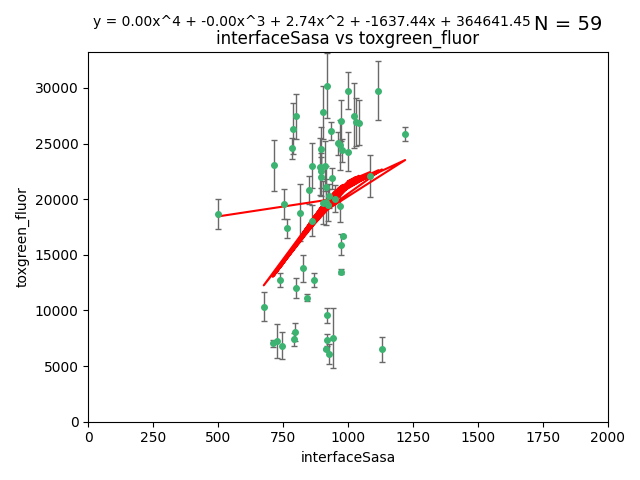 y = 0.00x^4 + -0.00x^3 + 2.74x^2 + -1637.44x + 364641.45 N = 59
interfaceSasa vs toxgreen_fluor
30000
25000
20000
15000
10000
5000
0
toxgreen_fluor
0 250 500 750 1000 1250 1500 1750 2000
interfaceSasa